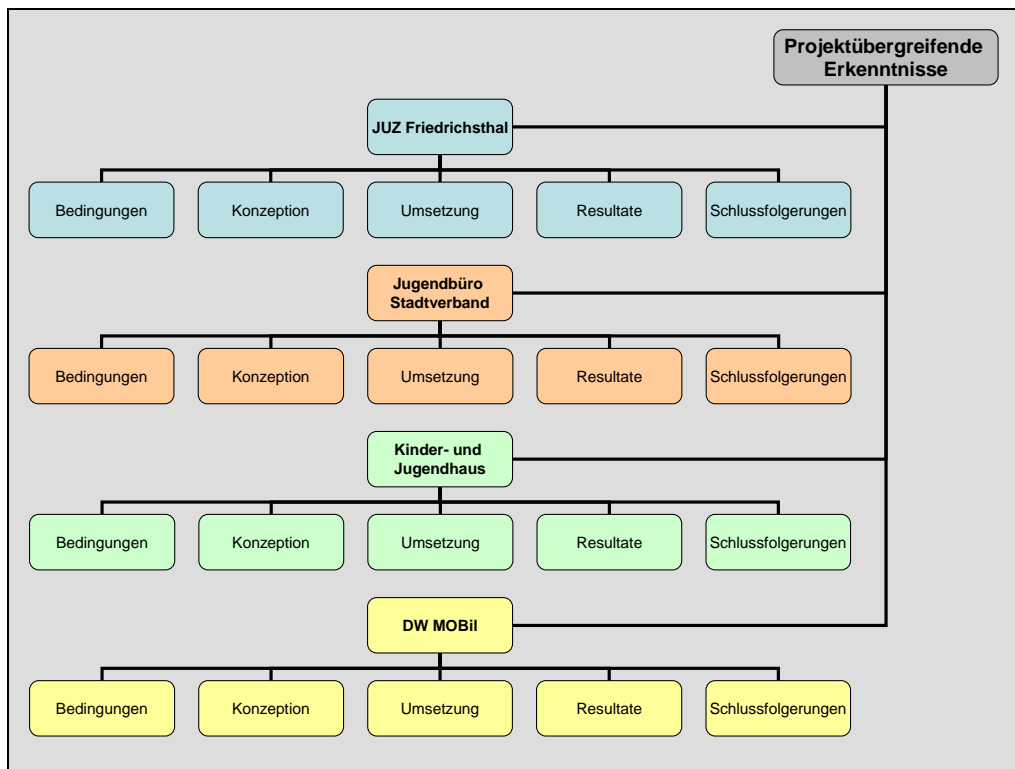 Projektübergreifende
Erkenntnisse
JUZ Friedrichsthal
Bedingungen
Konzeption
Umsetzung
Resultate
Schlussfolgerungen
Jugendbüro
Stadtverband
Bedingungen
Konzeption
Umsetzung
Resultate
Schlussfolgerungen
Kinder- und
Jugendhaus
Bedingungen
Konzeption
Umsetzung
Resultate
Schlussfolgerungen
DW MOBil
Bedingungen
Konzeption
Umsetzung
Resultate
Schlussfolgerungen